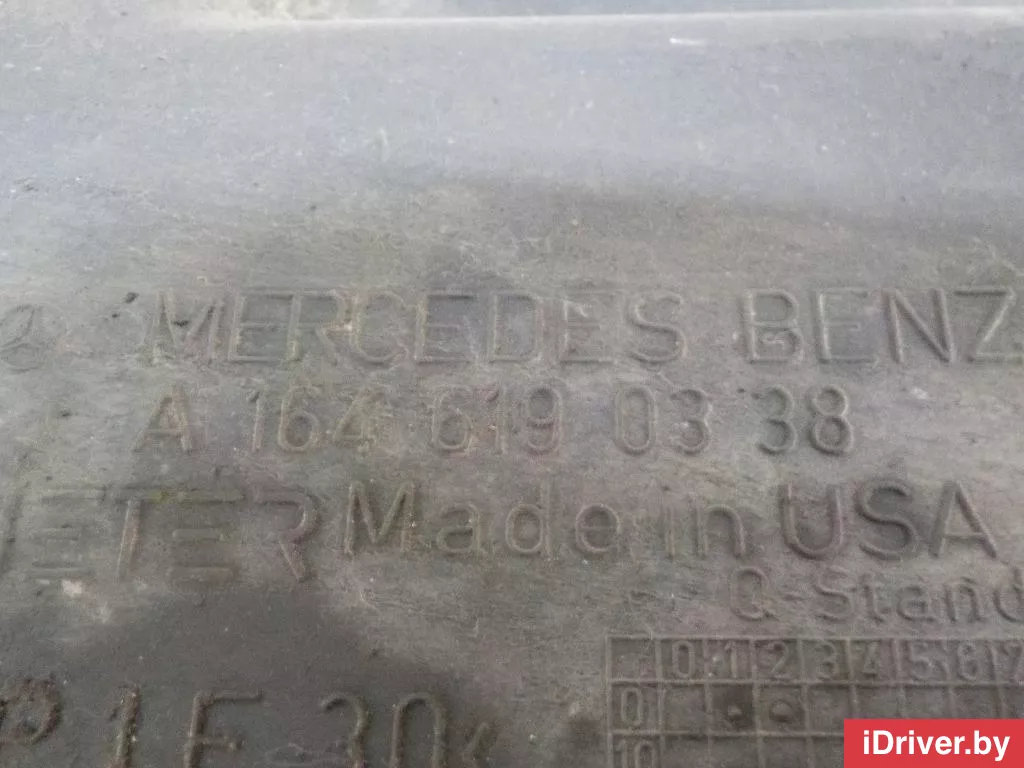 MERCEDES BENZ
A 164 619 03 38
Made in USA
Q-Stand
0 1 2 3 4 5 6 7
0
10
iDriver.by